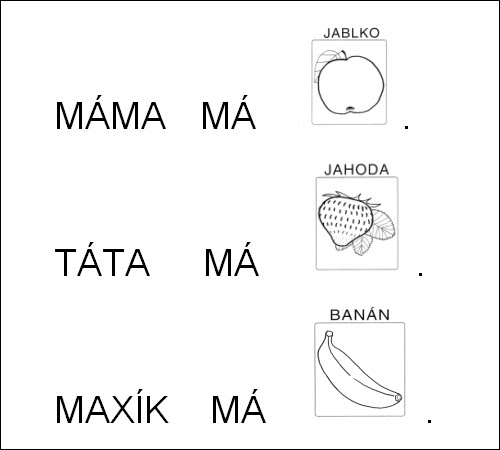 JABLKO
MÁMA MÁ .
JAHODA
TÁTA MÁ .
BANÁN
MAXÍK MÁ .